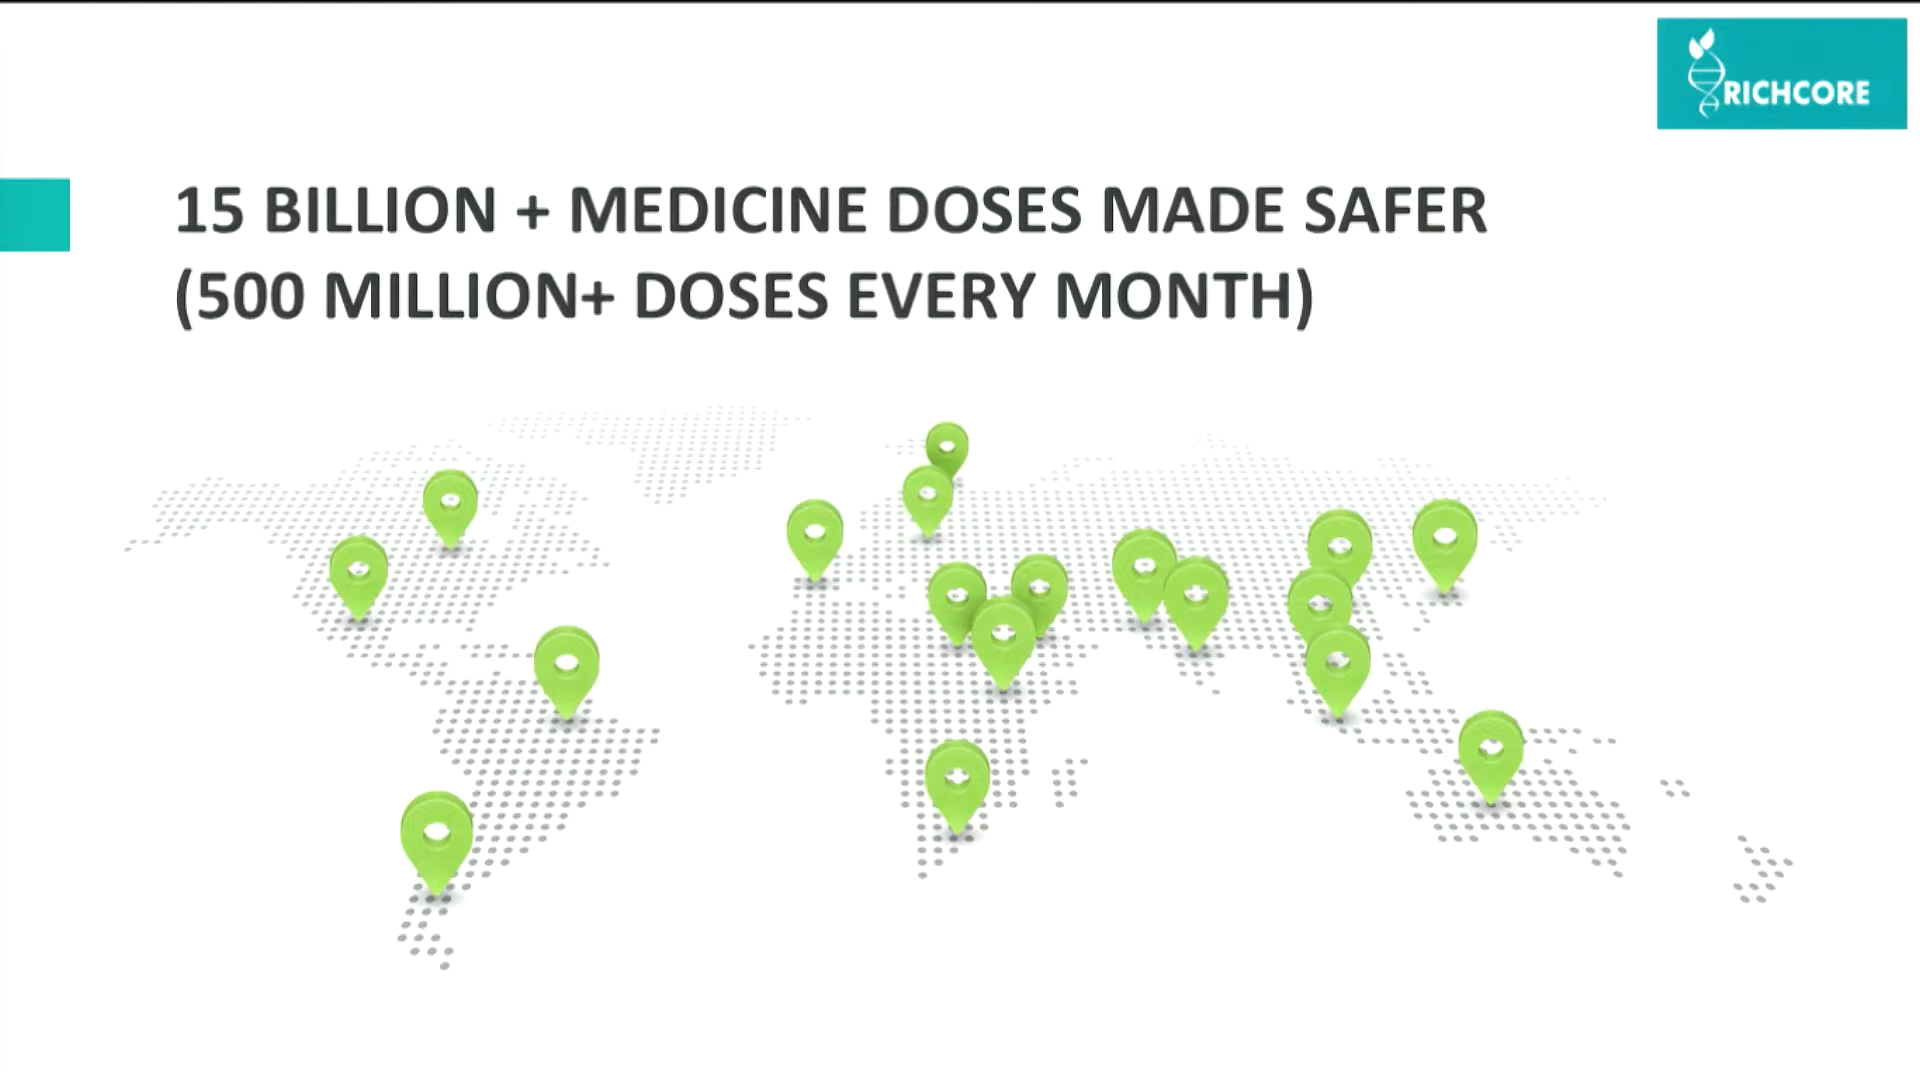 RICHCORE
15 BILLION + MEDICINE DOSES MADE SAFER
(500 MILLION+ DOSES EVERY MONTH)